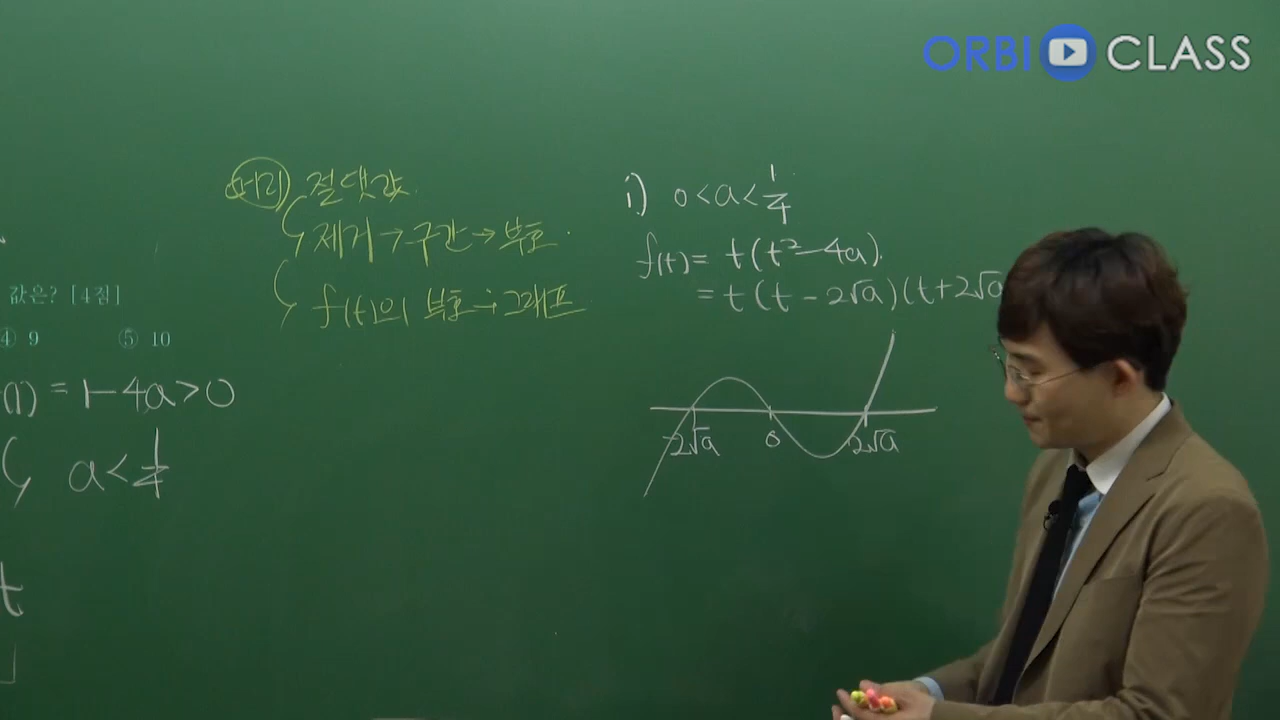 ORBI CLASS
절댓값
제거→구간→부호
f(t)의 부호→그래프
i) 0<a<1/4
f(t)= t(t²-4a)
= t(t-2√a)(t+2√a
-2√a 0 2√a
값은? [4점]
④ 9 ⑤ 10
(1) = 1-4a>0
a<1/4
t